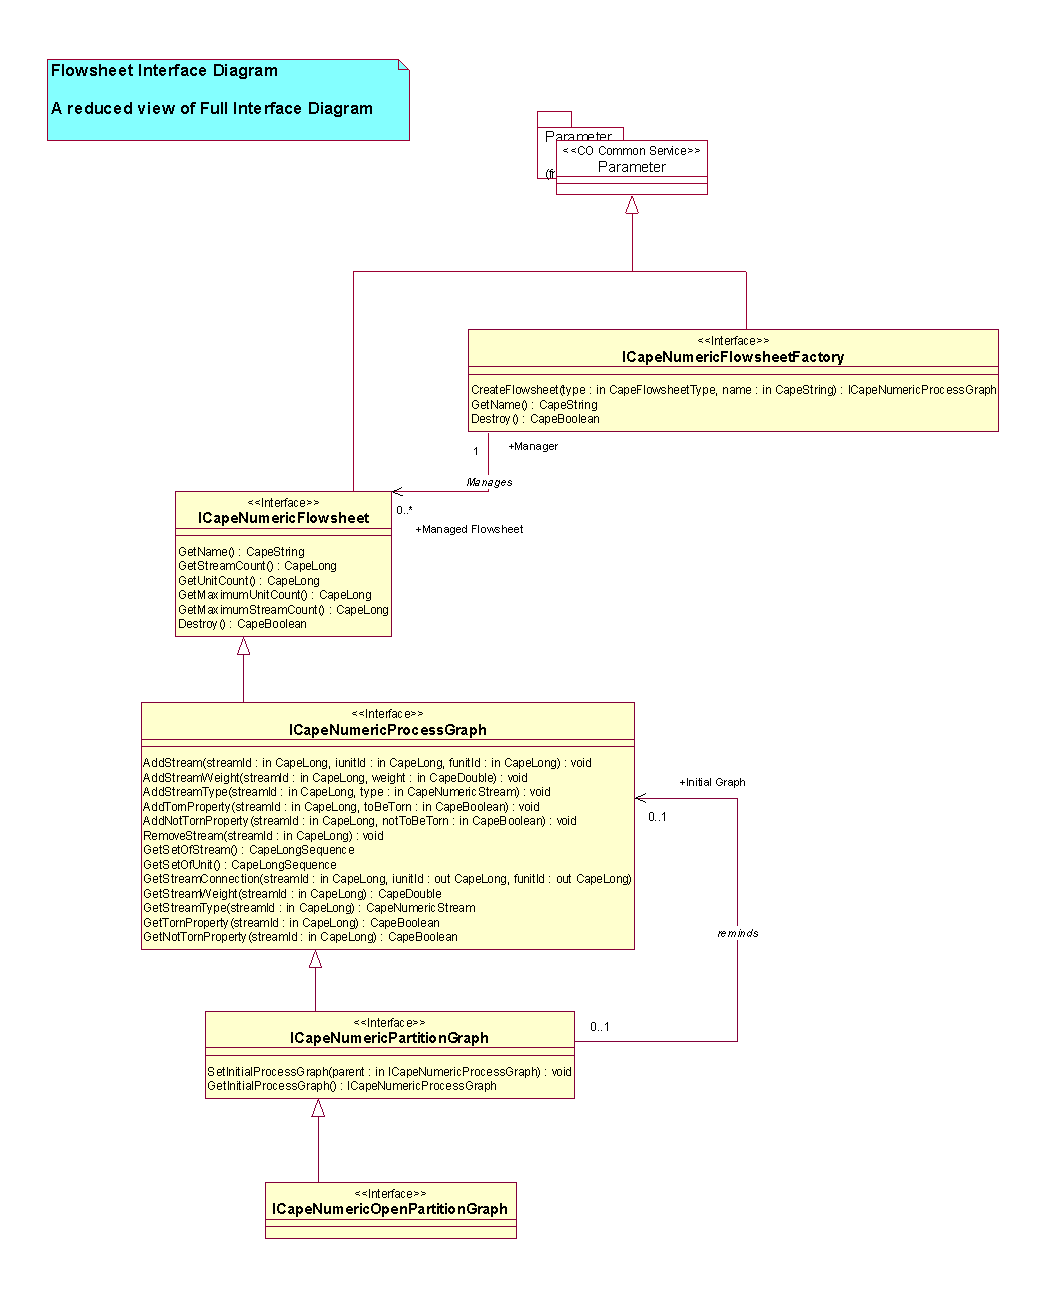 Flowsheet Interface Diagram
A reduced view of Full Interface Diagram
Parameter
(fr
<<CO Common Service>>
Parameter
<<Interface>>
ICapeNumericFlowsheetFactory
CreateFlowsheet(type : in CapeFlowsheetType, name : in CapeString) : ICapeNumericProcessGraph
GetName() : CapeString
Destroy() : CapeBoolean
1
+Manager
Manages
0..*
+Managed Flowsheet
<<Interface>>
ICapeNumericFlowsheet
GetName() : CapeString
GetStreamCount() : CapeLong
GetUnitCount() : CapeLong
GetMaximumUnitCount() : CapeLong
GetMaximumStreamCount() : CapeLong
Destroy() : CapeBoolean
<<Interface>>
ICapeNumericProcessGraph
AddStream(streamId : in CapeLong, iunitId : in CapeLong, funitId : in CapeLong) : void
AddStreamWeight(streamId : in CapeLong, weight : in CapeDouble) : void
AddStreamType(streamId : in CapeLong, type : in CapeNumericStream) : void
AddTornProperty(streamId : in CapeLong, toBeTorn : in CapeBoolean) : void
AddNotTornProperty(streamId : in CapeLong, notToBeTorn : in CapeBoolean) : void
RemoveStream(streamId : in CapeLong) : void
GetSetOfStream() : CapeLongSequence
GetSetOfUnit() : CapeLongSequence
GetStreamConnection(streamId : in CapeLong, iunitId : out CapeLong, funitId : out CapeLong)
GetStreamWeight(streamId : in CapeLong) : CapeDouble
GetStreamType(streamId : in CapeLong) : CapeNumericStream
GetTornProperty(streamId : in CapeLong) : CapeBoolean
GetNotTornProperty(streamId : in CapeLong) : CapeBoolean
+Initial Graph
0..1
reminds
0..1
<<Interface>>
ICapeNumericPartitionGraph
SetInitialProcessGraph(parent : in ICapeNumericProcessGraph) : void
GetInitialProcessGraph() : ICapeNumericProcessGraph
<<Interface>>
ICapeNumericOpenPartitionGraph